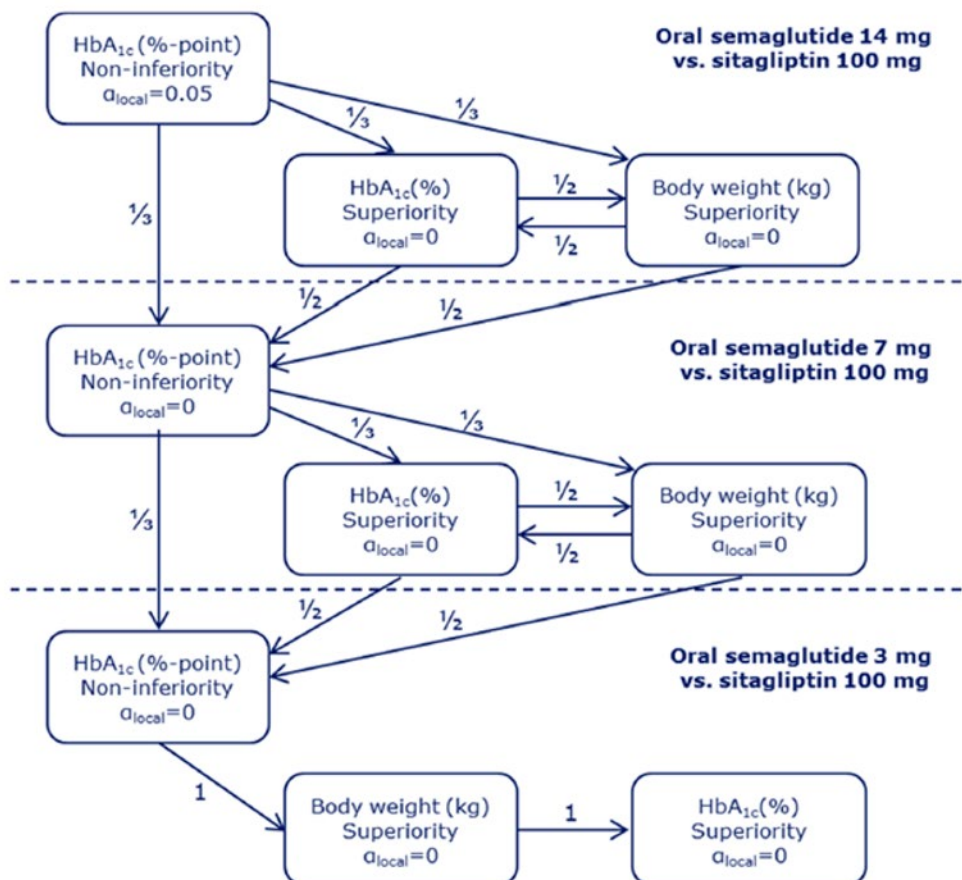 HbA1c (%-point)
Non-inferiority
αlocal=0.05
Oral semaglutide 14 mg
vs. sitagliptin 100 mg
⅓
⅓
⅓
HbA1c(%)
Superiority
αlocal=0
½
½
Body weight (kg)
Superiority
αlocal=0
½
½
HbA1c (%-point)
Non-inferiority
αlocal=0
Oral semaglutide 7 mg
vs. sitagliptin 100 mg
⅓
⅓
⅓
HbA1c(%)
Superiority
αlocal=0
½
½
Body weight (kg)
Superiority
αlocal=0
½
½
HbA1c (%-point)
Non-inferiority
αlocal=0
Oral semaglutide 3 mg
vs. sitagliptin 100 mg
1
Body weight (kg)
Superiority
αlocal=0
1
HbA1c(%)
Superiority
αlocal=0